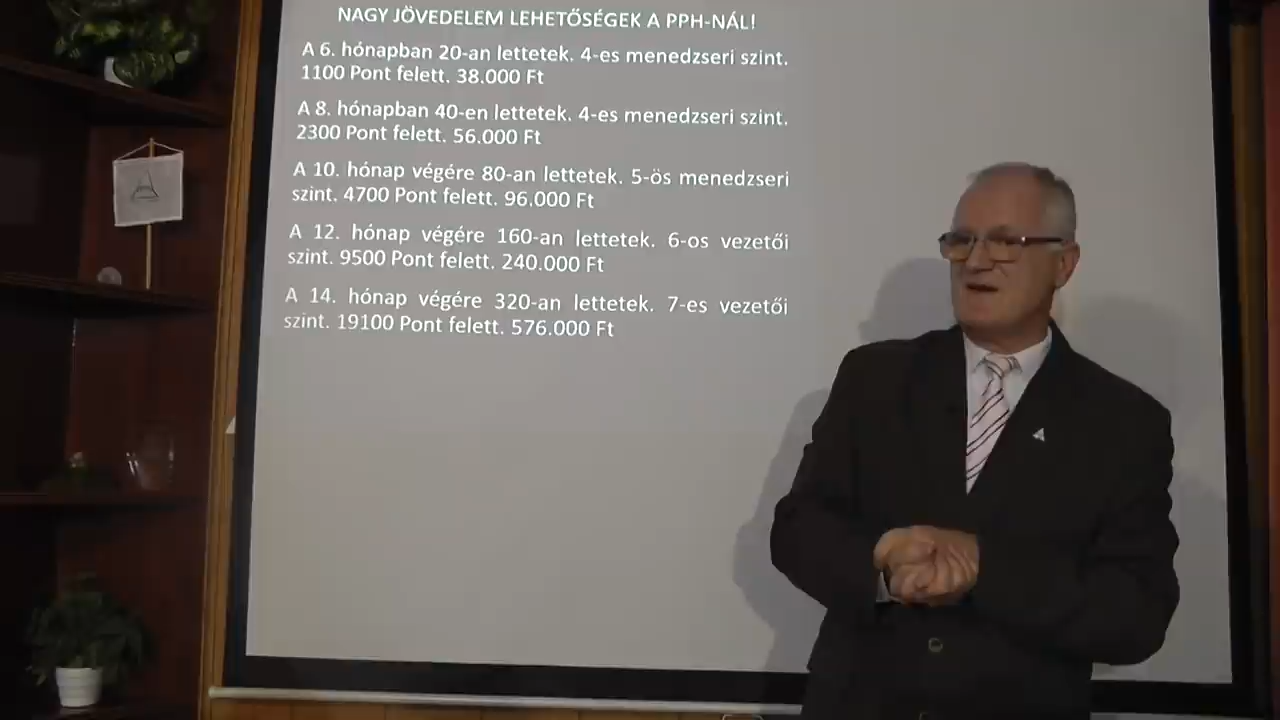 NAGY JÖVEDELEM LEHETŐSÉGEK A PPH-NÁL!
A 6. hónapban 20-an lettetek. 4-es menedzseri szint.
1100 Pont felett. 38.000 Ft
A 8. hónapban 40-en lettetek. 4-es menedzseri szint.
2300 Pont felett. 56.000 Ft
A 10. hónap végére 80-an lettetek. 5-ös menedzseri
szint. 4700 Pont felett. 96.000 Ft
A 12. hónap végére 160-an lettetek. 6-os vezetői
szint. 9500 Pont felett. 240.000 Ft
A 14. hónap végére 320-an lettetek. 7-es vezetői
szint. 19100 Pont felett. 576.000 Ft